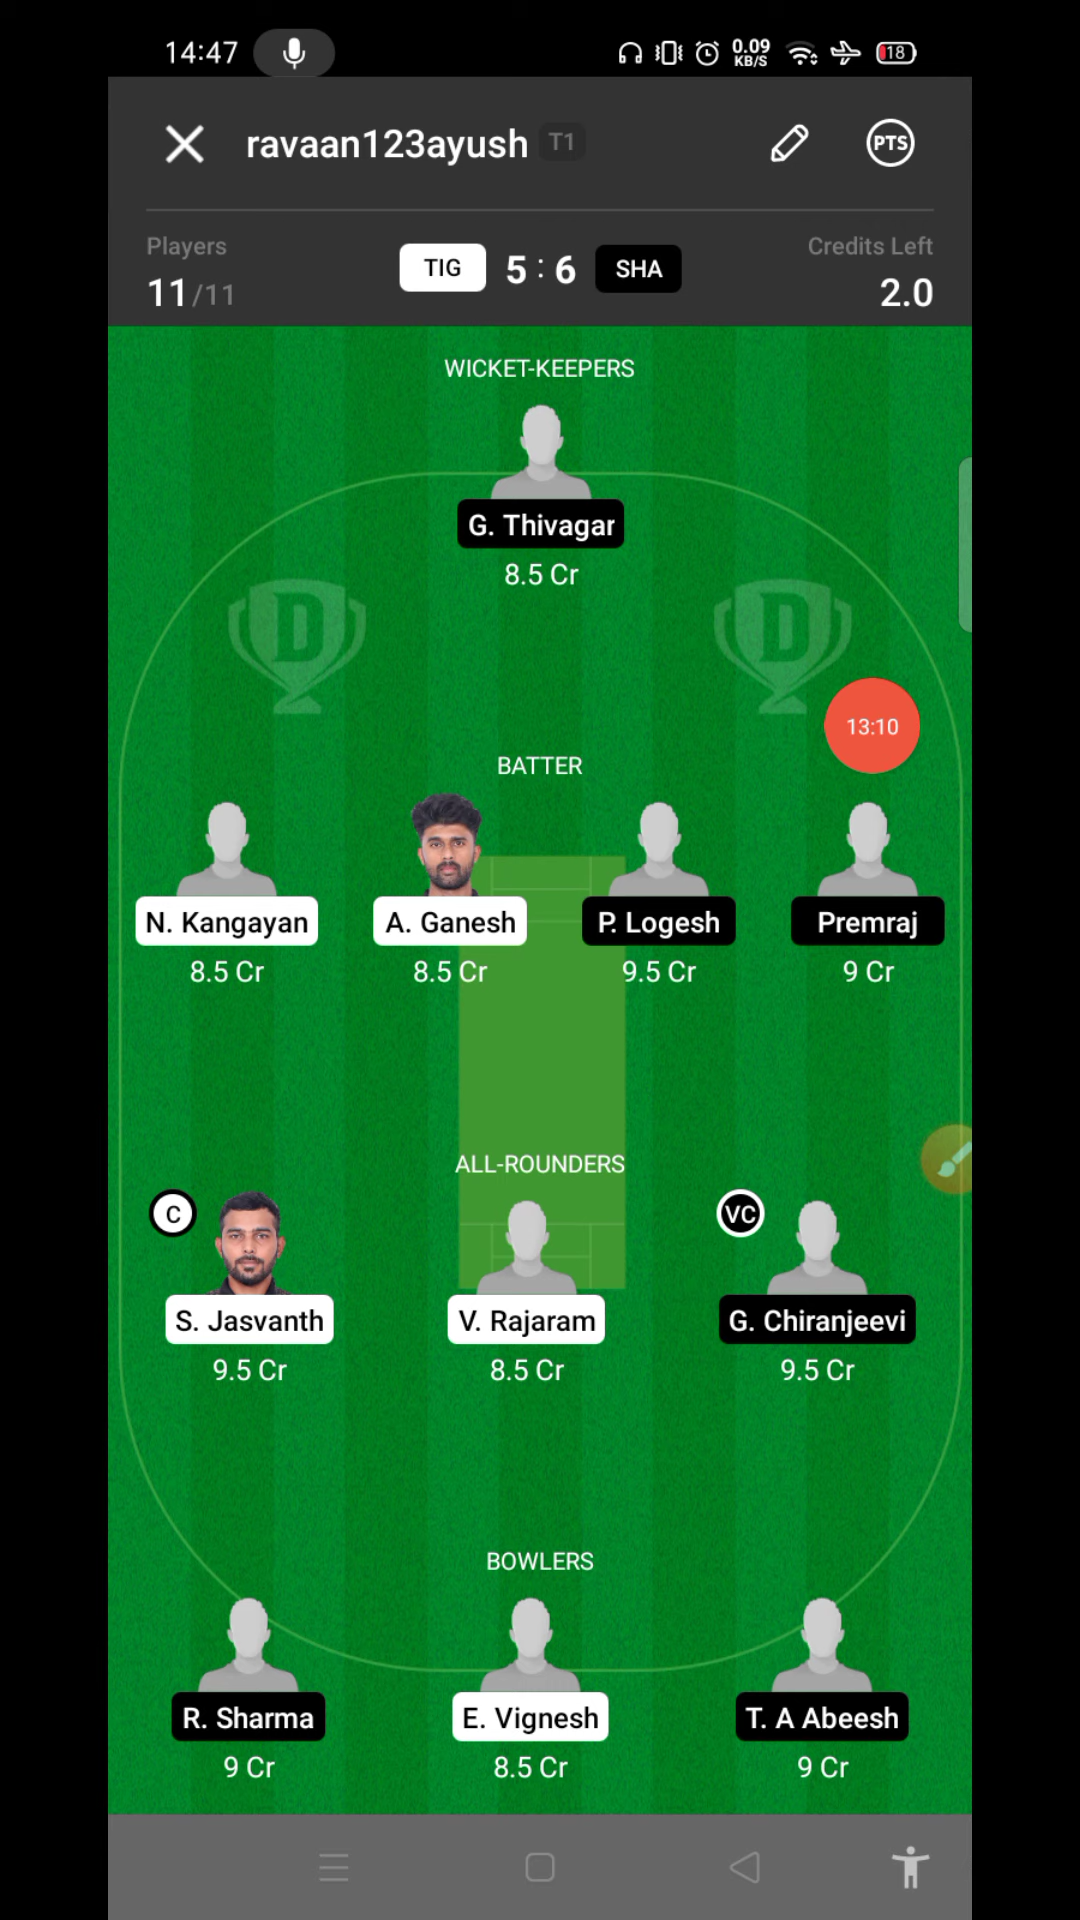 14:47
0.09
KB/S
18
ravaan123ayush T1
PTS
Players
Credits Left
TIG 5 : 6 SHA
11/11
2.0
WICKET-KEEPERS
G. Thivagar
8.5 Cr
D
D
13:10
BATTER
N. Kangayan
A. Ganesh
P. Logesh
Premraj
8.5 Cr
8.5 Cr
9.5 Cr
9 Cr
ALL-ROUNDERS
C
VC
S. Jasvanth
V. Rajaram
G. Chiranjeevi
9.5 Cr
8.5 Cr
9.5 Cr
BOWLERS
R. Sharma
E. Vignesh
T. A Abeesh
9 Cr
8.5 Cr
9 Cr